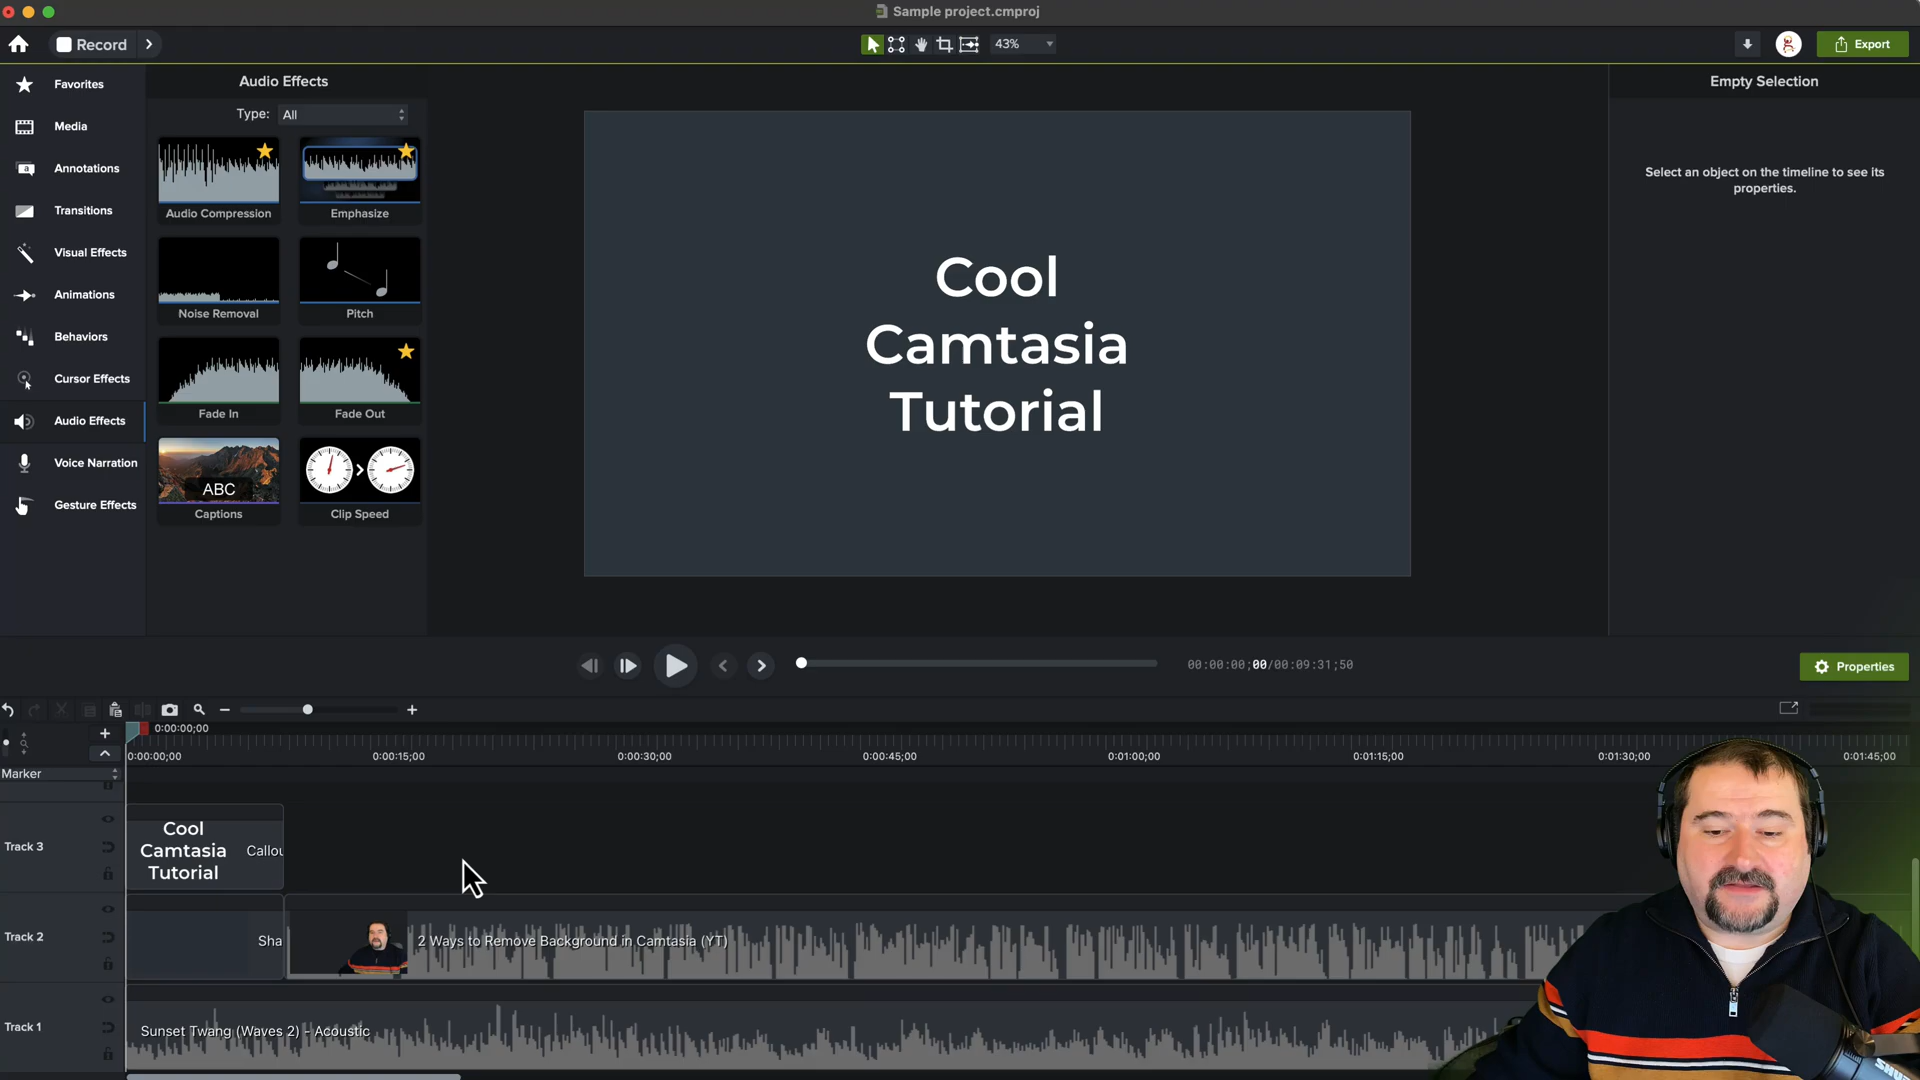 Sample project.cmproj
Record
43%
Export
Favorites
Media
Annotations
Transitions
Visual Effects
Animations
Behaviors
Cursor Effects
Audio Effects
Voice Narration
Gesture Effects
Audio Effects
Type: All
Audio Compression
Emphasize
Noise Removal
Pitch
Fade In
Fade Out
ABC
Captions
Clip Speed
Cool
Camtasia
Tutorial
Empty Selection
Select an object on the timeline to see its
properties.
00:00:00;00/00:09:31;50
Properties
0:00:00;00
0:00:00;00
0:00:15;00
0:00:30;00
0:00:45;00
0:01:00;00
0:01:15;00
0:01:30;00
0:01:45;00
Marker
Track 3
Cool
Camtasia
Tutorial
Callou
Track 2
Sha
2 Ways to Remove Background in Camtasia (YT)
Track 1
Sunset Twang (Waves 2) - Acoustic